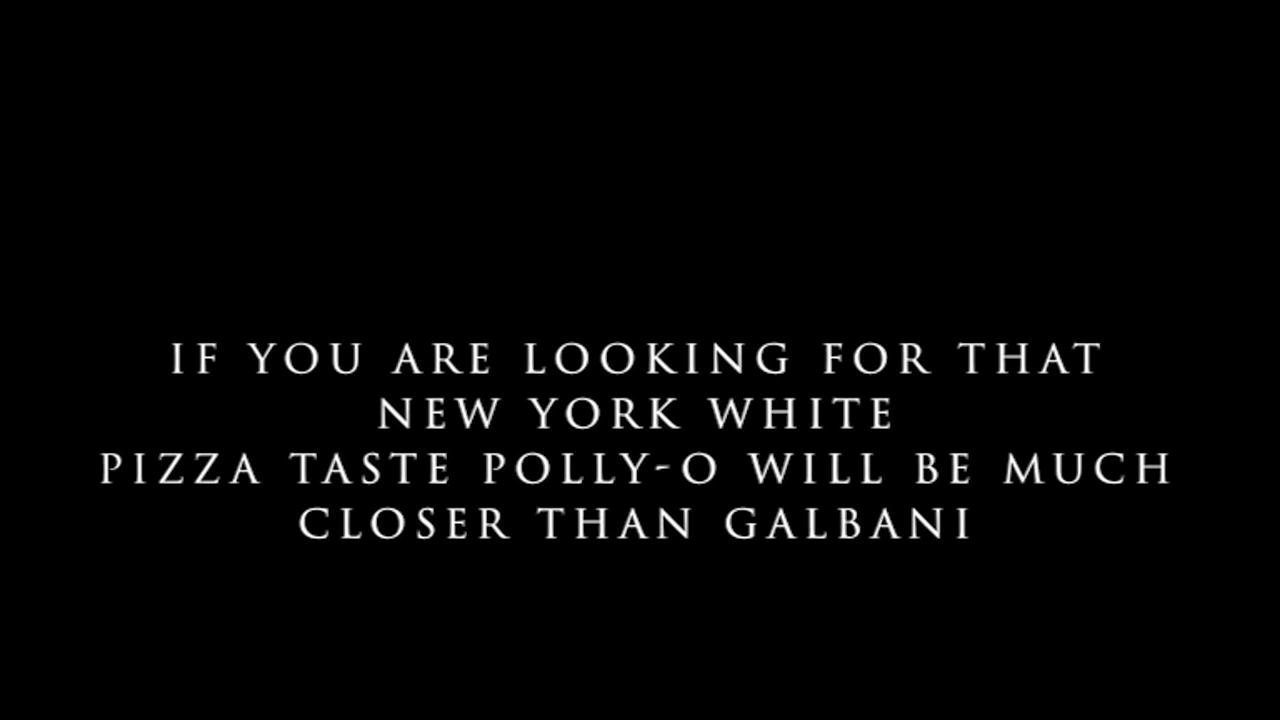 IF YOU ARE LOOKING FOR THAT
NEW YORK WHITE
PIZZA TASTE POLLY-O WILL BE MUCH
CLOSER THAN GALBANI